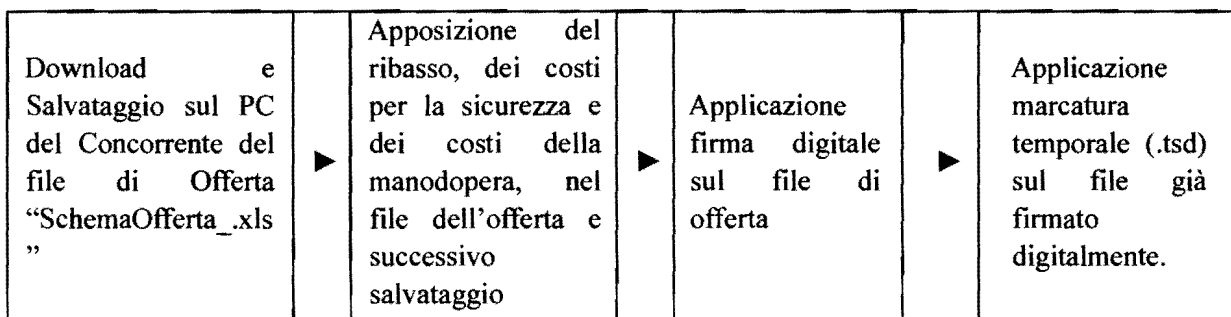 Download e
Salvataggio sul PC
del Concorrente del
file di Offerta
“SchemaOfferta_.xls
”
►
Apposizione del
ribasso, dei costi
per la sicurezza e
dei costi della
manodopera, nel
file dell’offerta e
successivo
salvataggio
►
Applicazione
firma digitale
sul file di
offerta
►
Applicazione
marcatura
temporale (.tsd)
sul file già
firmato
digitalmente.